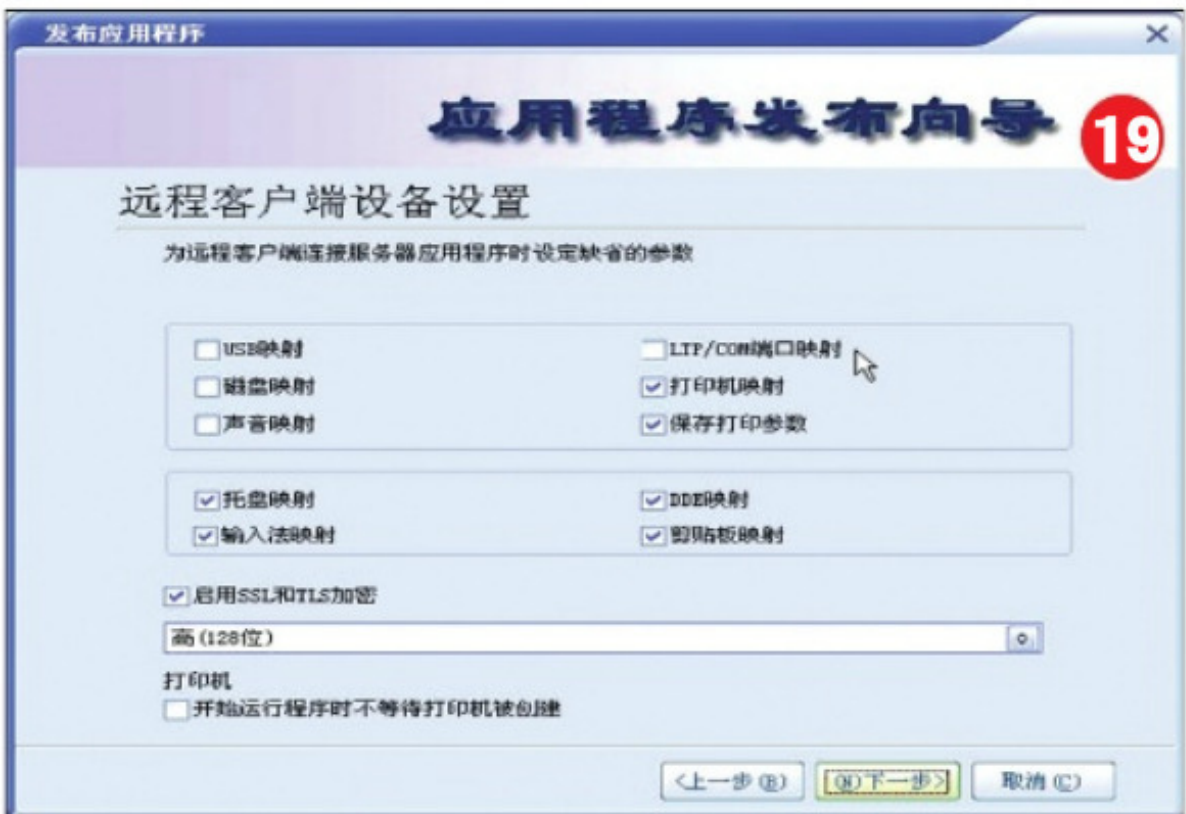 发布应用程序
应用程序发布向导
19
远程客户端设备设置
为远程客户端连接服务器应用程序时设定缺省的参数
USB映射
LTP/COM端口映射
磁盘映射
打印机映射
声音映射
保存打印参数
托盘映射
DDE映射
输入法映射
剪贴板映射
启用SSL和TLS加密
高(128位)
打印机
开始运行程序时不等待打印机被创建
<上一步(B)
(N)下一步>
取消(C)